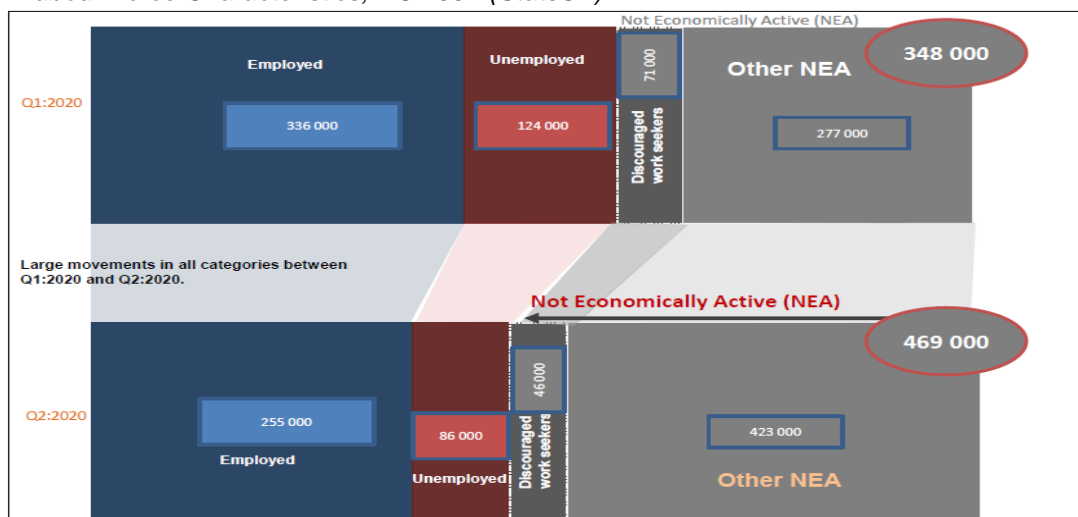 Not Economically Active (NEA)
348 000
Employed
Unemployed
71 000
Other NEA
Q1:2020
336 000
124 000
Discouraged
work seekers
277 000
Large movements in all categories between
Q1:2020 and Q2:2020.
Not Economically Active (NEA)
469 000
46 000
Q2:2020
255 000
86 000
Discouraged
work seekers
423 000
Employed
Unemployed
Other NEA